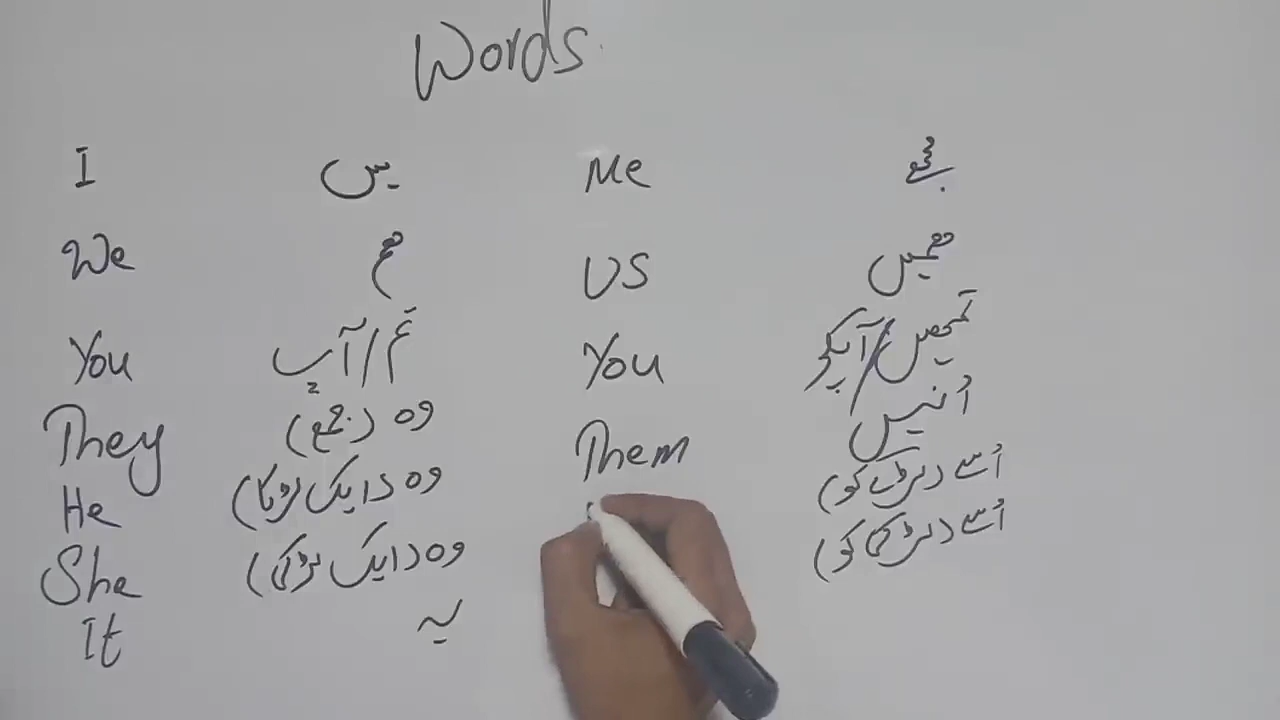 Words
I میں Me مجھے
We ہم US ہمیں
You تم/آپ You تمہیں/آپکو
They وہ (جمع) Them اُنہیں
He وہ (ایک لڑکا) اُسے (لڑکے کو)
She وہ (ایک لڑکی) اُسے (لڑکی کو)
It یہ